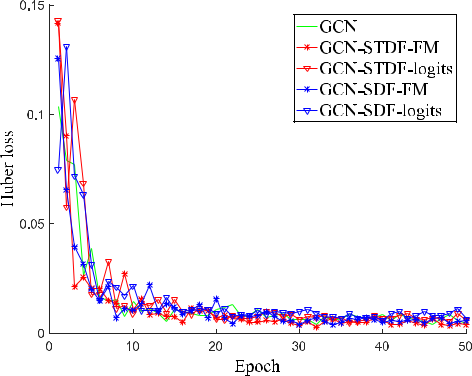 0.15
GCN
GCN-STDF-FM
GCN-STDF-logits
GCN-SDF-FM
GCN-SDF-logits
0.1
Huber loss
0.05
0
0 10 20 30 40 50
Epoch